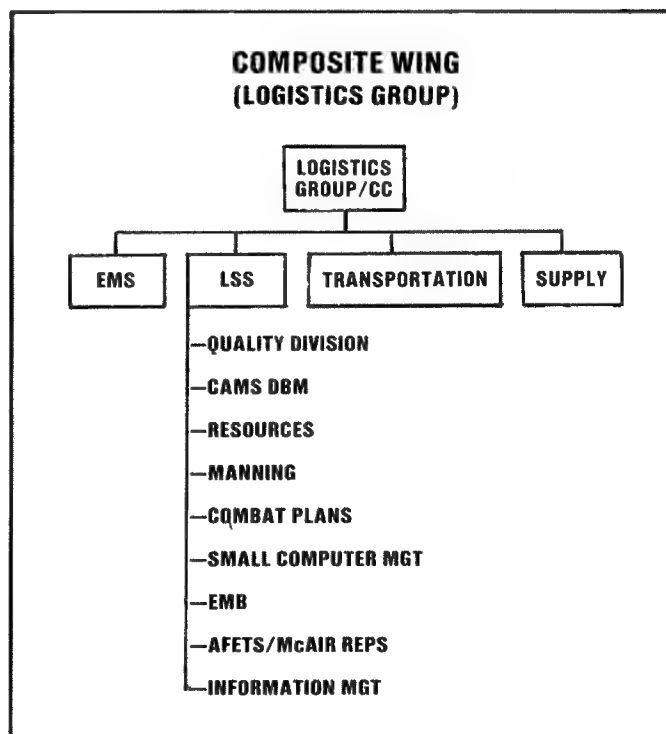 COMPOSITE WING
(LOGISTICS GROUP)
LOGISTICS
GROUP/CC
EMS
LSS
TRANSPORTATION
SUPPLY
QUALITY DIVISION
CAMS DBM
RESOURCES
MANNING
COMBAT PLANS
SMALL COMPUTER MGT
EMB
AFETS/McAIR REPS
INFORMATION MGT